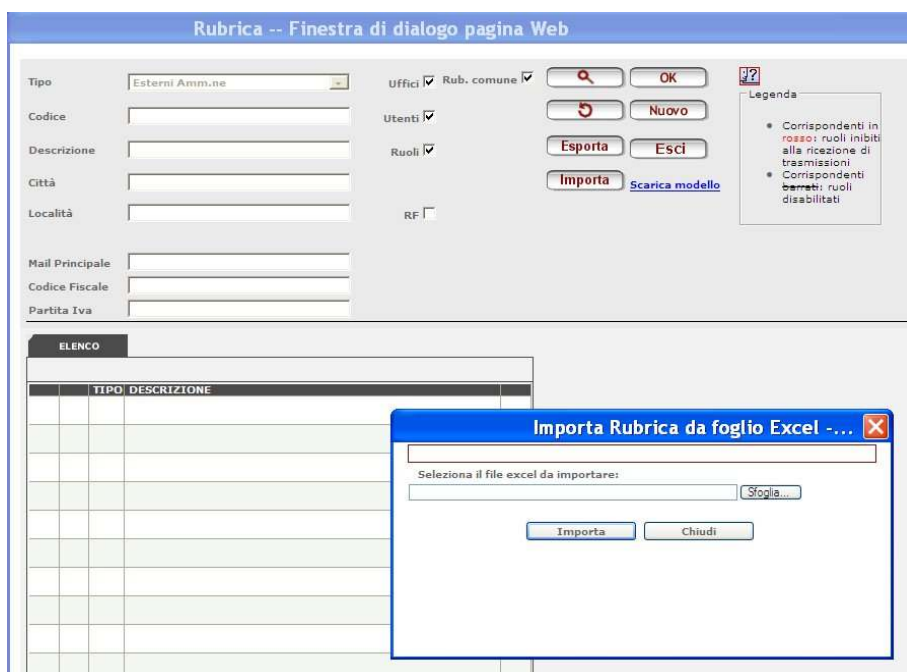 Rubrica -- Finestra di dialogo pagina Web
Tipo
Esterni Amm.ne
Uffici
Rub. comune
OK
Legenda
Codice
Utenti
Nuovo
Corrispondenti in
rosso: ruoli inibiti
alla ricezione di
trasmissioni
Corrispondenti
barrati: ruoli
disabilitati
Descrizione
Ruoli
Esporta
Esci
Città
Importa
Scarica modello
Località
RF
Mail Principale
Codice Fiscale
Partita Iva
ELENCO
TIPO DESCRIZIONE
Importa Rubrica da foglio Excel -...
Seleziona il file excel da importare:
Sfoglia...
Importa
Chiudi